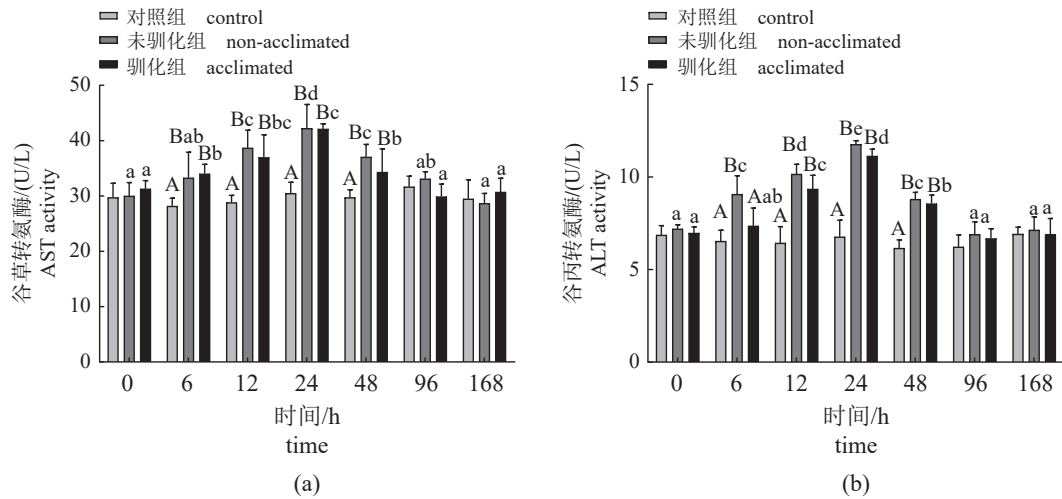 对照组 control
未驯化组 non-acclimated
驯化组 acclimated
谷草转氨酶/(U/L)
AST activity
50
40
30
20
10
0
a a
A Bab Bb
A Bc Bbc
A Bd Bc
A Bc Bb
ab a
a a
0 6 12 24 48 96 168
时间/h
time
(a)
对照组 control
未驯化组 non-acclimated
驯化组 acclimated
谷丙转氨酶/(U/L)
ALT activity
15
10
5
0
a a
A Bc Aab
A Bd Bc
A Be Bd
A Bc Bb
a a
a a
0 6 12 24 48 96 168
时间/h
time
(b)